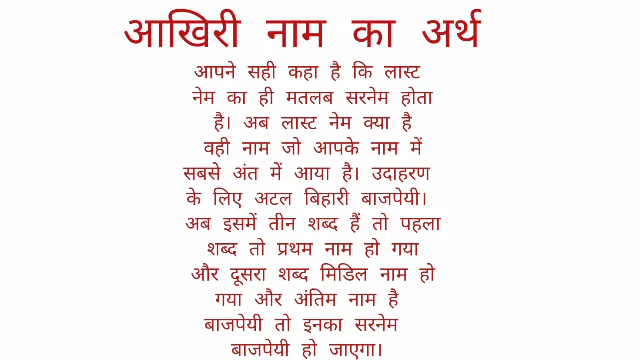 आखिरी नाम का अर्थ
आपने सही कहा है कि लास्ट
नेम का ही मतलब सरनेम होता
है। अब लास्ट नेम क्या है
वही नाम जो आपके नाम में
सबसे अंत में आया है। उदाहरण
के लिए अटल बिहारी बाजपेयी।
अब इसमें तीन शब्द हैं तो पहला
शब्द तो प्रथम नाम हो गया
और दूसरा शब्द मिडिल नाम हो
गया और अंतिम नाम है
बाजपेयी तो इनका सरनेम
बाजपेयी हो जाएगा।